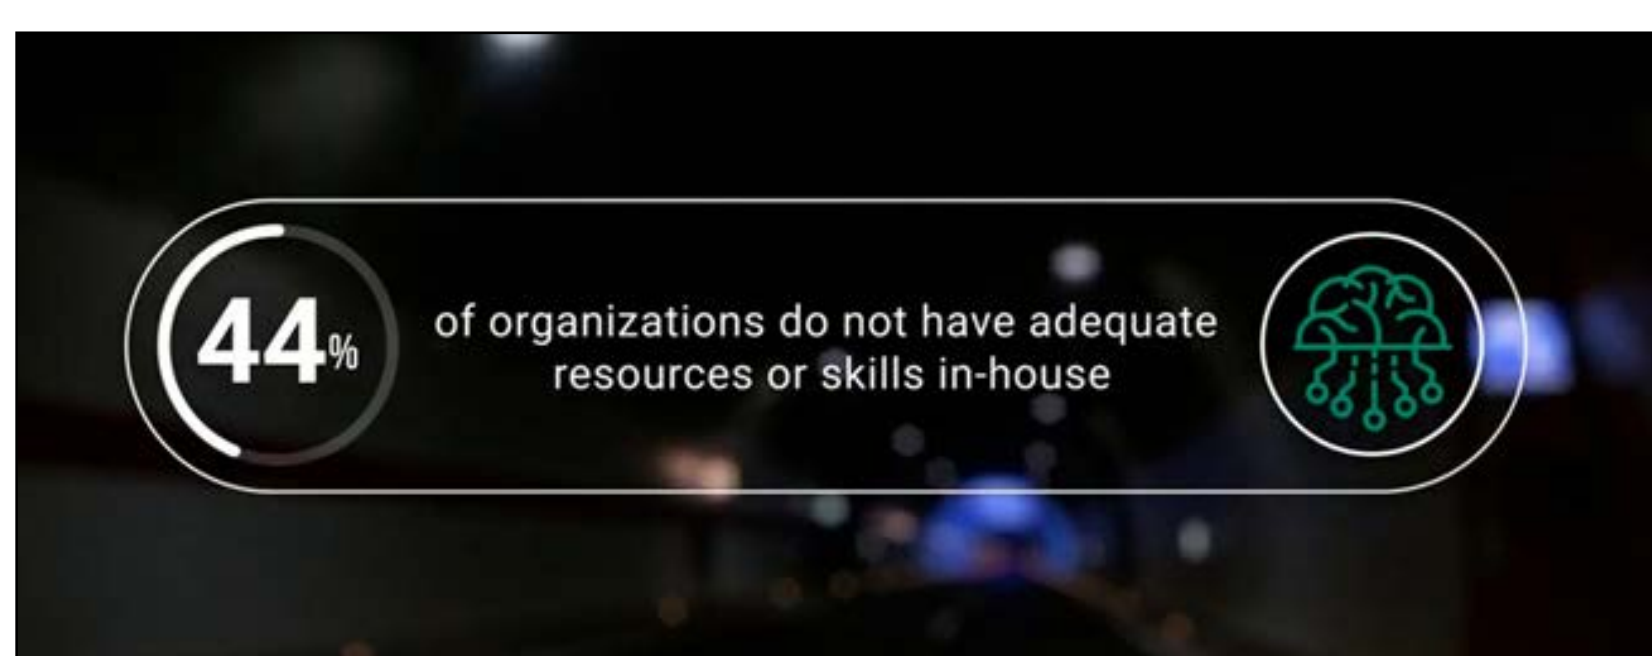 44%
of organizations do not have adequate
resources or skills in-house